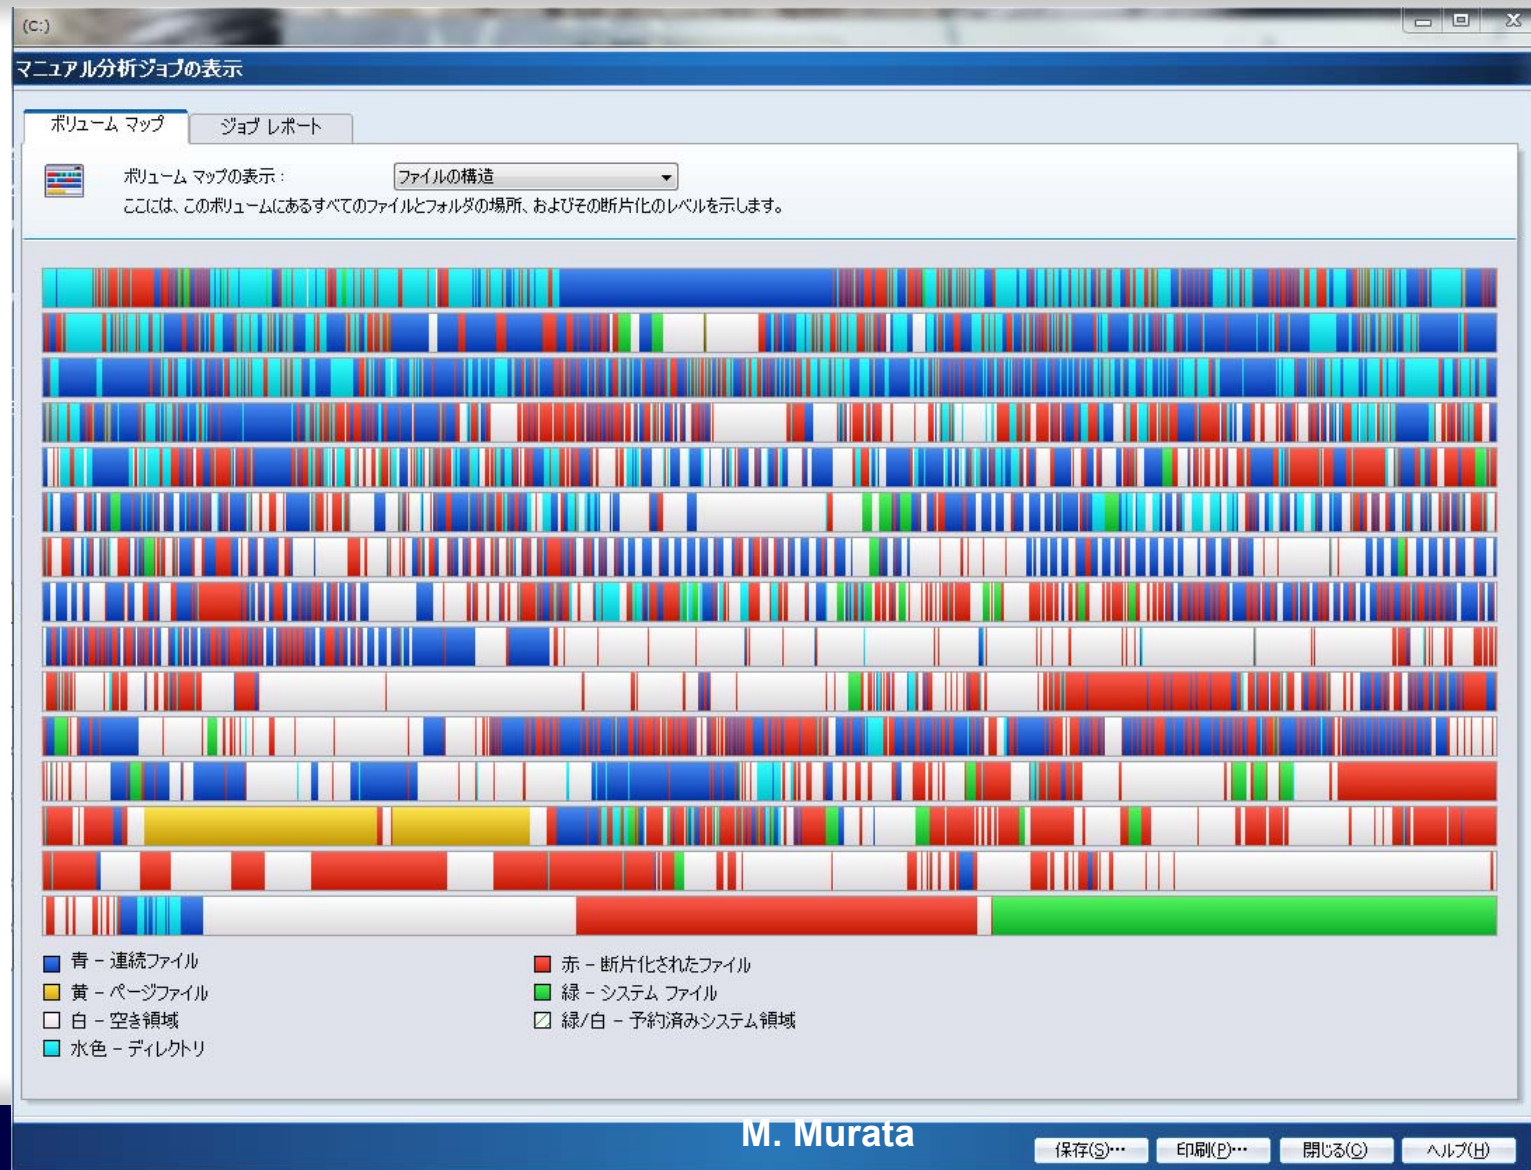 (C:)
マニュアル分析ジョブの表示
ボリューム マップ
ジョブ レポート
ボリューム マップの表示:
ファイルの構造
ここには、このボリュームにあるすべてのファイルとフォルダの場所、およびその断片化のレベルを示します。
青 - 連続ファイル
赤 - 断片化されたファイル
黄 - ページファイル
緑 - システム ファイル
白 - 空き領域
緑/白 - 予約済みシステム領域
水色 - ディレクトリ
M. Murata
保存(S)…
印刷(P)…
閉じる(C)
ヘルプ(H)